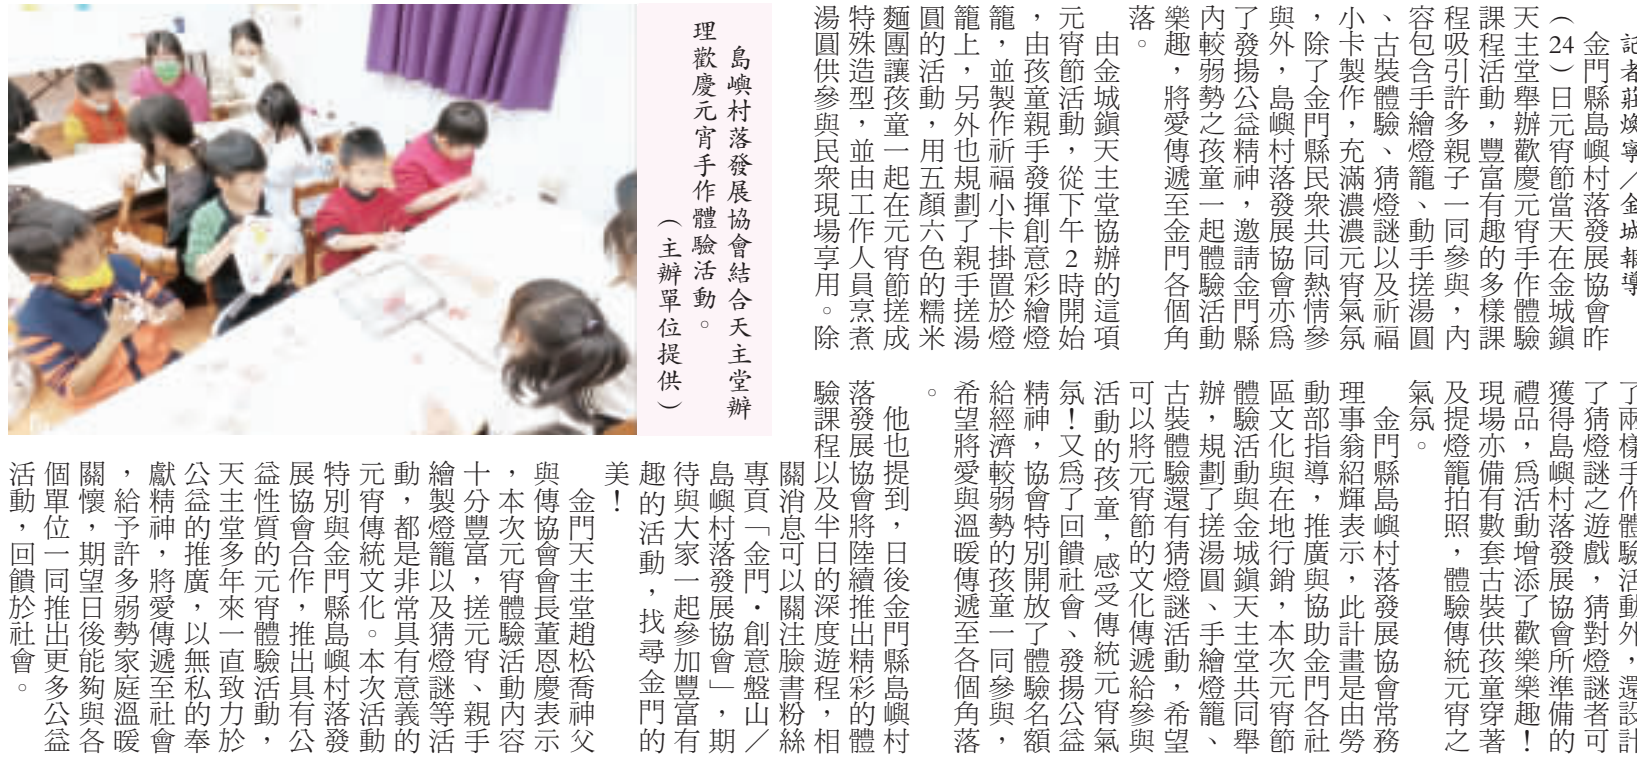 記者莊煥寧／金城報導
金門縣島嶼村落發展協會昨
（24）日元宵節當天在金城鎮
天主堂舉辦歡慶元宵手作體驗
課程活動，豐富有趣的多樣課
程吸引許多親子一同參與，內
容包含手繪燈籠、動手搓湯圓
、古裝體驗、猜燈謎以及祈福
小卡製作，充滿濃濃元宵氣氛
，除了金門縣民衆共同熱情參
與外，島嶼村落發展協會亦爲
了發揚公益精神，邀請金門縣
內較弱勢之孩童一起體驗活動
樂趣，將愛傳遞至金門各個角
落。
由金城鎮天主堂協辦的這項
元宵節活動，從下午2時開始
，由孩童親手發揮創意彩繪燈
籠，並製作祈福小卡掛置於燈
籠上，另外也規劃了親手搓湯
圓的活動，用五顏六色的糯米
麵團讓孩童一起在元宵節搓成
特殊造型，並由工作人員烹煮
湯圓供參與民衆現場享用。除
了兩樣手作體驗活動外，還設計
了猜燈謎之遊戲，猜對燈謎者可
獲得島嶼村落發展協會所準備的
禮品，爲活動增添了歡樂樂趣！
現場亦備有數套古裝供孩童穿著
及提燈籠拍照，體驗傳統元宵之
氣氛。
金門縣島嶼村落發展協會常務
理事翁紹輝表示，此計畫是由勞
動部指導，推廣與協助金門各社
區文化與在地行銷，本次元宵節
體驗活動與金城鎮天主堂共同舉
辦，規劃了搓湯圓、手繪燈籠、
古裝體驗還有猜燈謎活動，希望
可以將元宵節的文化傳遞給參與
活動的孩童，感受傳統元宵氣
氛！又爲了回饋社會、發揚公益
精神，協會特別開放了體驗名額
給經濟較弱勢的孩童一同參與，
希望將愛與溫暖傳遞至各個角落
。
他也提到，日後金門縣島嶼村
落發展協會將陸續推出精彩的體
驗課程以及半日的深度遊程，相
關消息可以關注臉書粉絲
專頁「金門・創意盤山／
島嶼村落發展協會」，期
待與大家一起參加豐富有
趣的活動，找尋金門的
美！
金門天主堂趙松喬神父
與傳協會會長董恩慶表示
，本次元宵體驗活動內容
十分豐富，搓元宵、親手
繪製燈籠以及猜燈謎等活
動，都是非常具有意義的
元宵傳統文化。本次活動
特別與金門縣島嶼村落發
展協會合作，推出具有公
益性質的元宵體驗活動，
天主堂多年來一直致力於
公益的推廣，以無私的奉
獻精神，將愛傳遞至社會
，給予許多弱勢家庭溫暖
關懷，期望日後能夠與各
個單位一同推出更多公益
活動，回饋於社會。
島嶼村落發展協會結合天主堂辦
理歡慶元宵手作體驗活動。
（主辦單位提供）